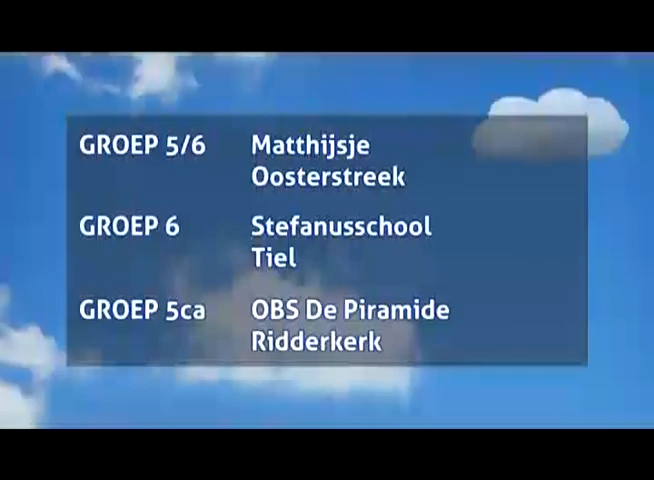 GROEP 5/6 Matthijsje
Oosterstreek
GROEP 6 Stefanusschool
Tiel
GROEP 5ca OBS De Piramide
Ridderkerk